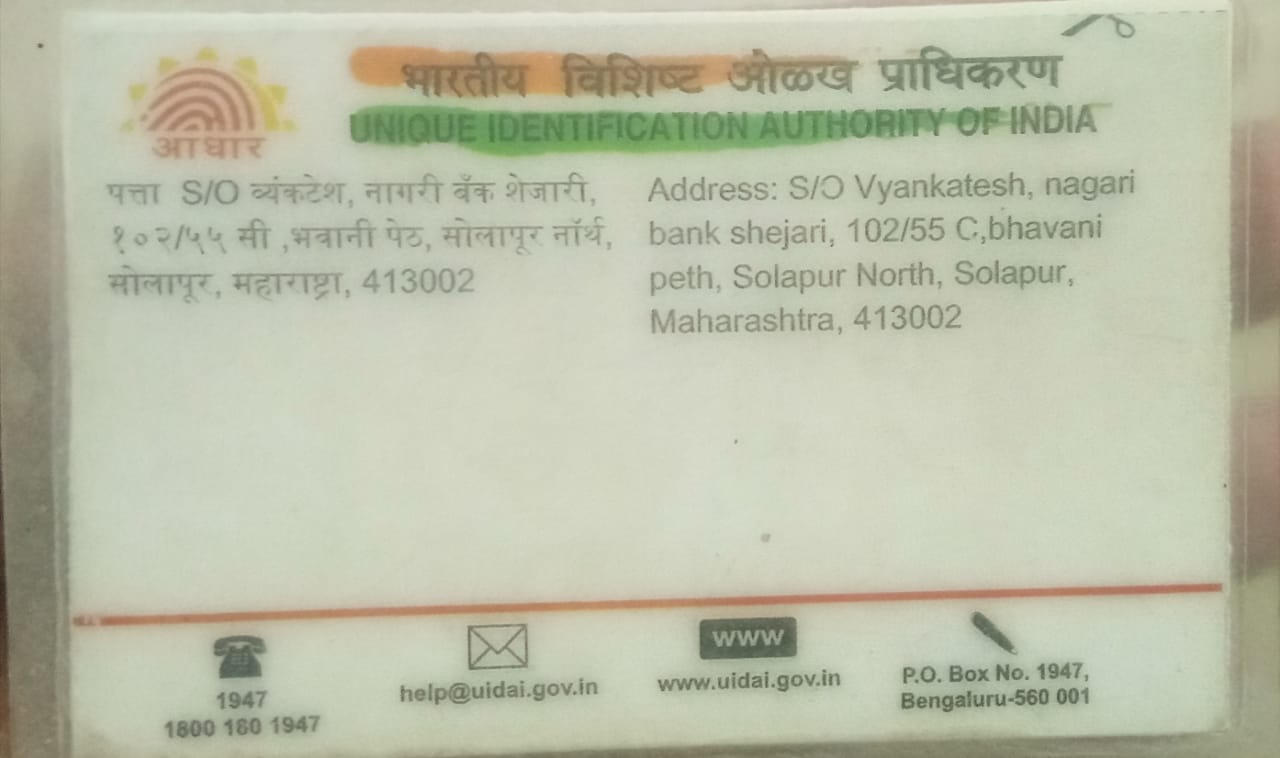 भारतीय विशिष्ट ओळख प्राधिकरण
UNIQUE IDENTIFICATION AUTHORITY OF INDIA
आधार
पत्ता S/O व्यंकटेश, नागरी बँक शेजारी,
१०२/५५ सी ,भवानी पेठ, सोलापूर नॉर्थ,
सोलापूर, महाराष्ट्रा, 413002
Address: S/O Vyankatesh, nagari
bank shejari, 102/55 C,bhavani
peth, Solapur North, Solapur,
Maharashtra, 413002
1947
1800 180 1947
help@uidai.gov.in
www
www.uidai.gov.in
P.O. Box No. 1947,
Bengaluru-560 001